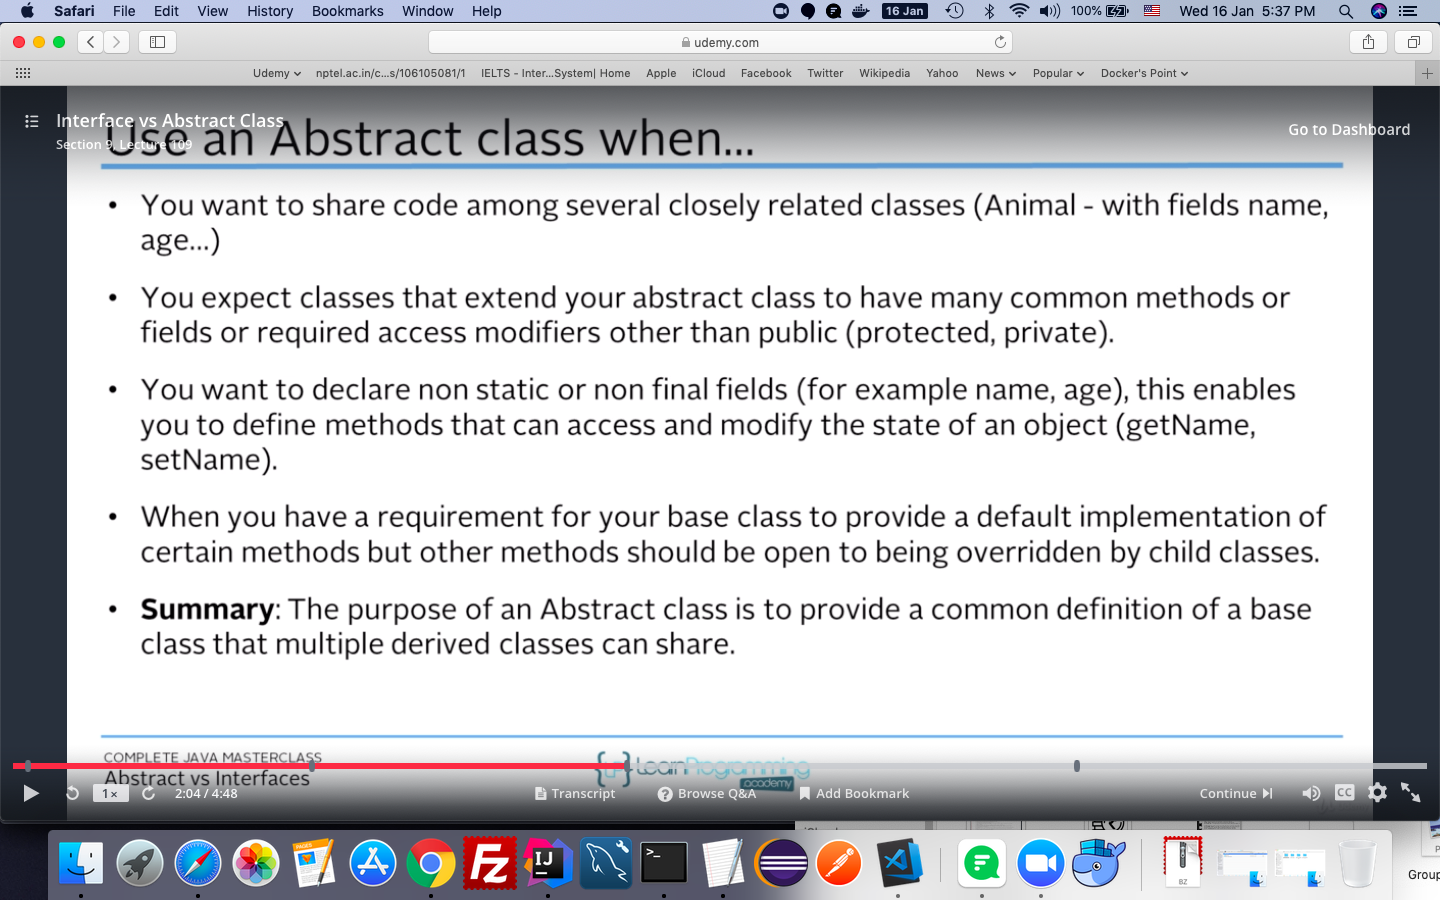 Safari File Edit View History Bookmarks Window Help 16 Jan 100% Wed 16 Jan 5:37 PM
udemy.com
Udemy nptel.ac.in/c...s/106105081/1 IELTS - Inter...System| Home Apple iCloud Facebook Twitter Wikipedia Yahoo News Popular Docker's Point
Interface vs Abstract Class
Section 9, Lecture 109
Go to Dashboard
Use an Abstract class when...
• You want to share code among several closely related classes (Animal - with fields name,
age...)
• You expect classes that extend your abstract class to have many common methods or
fields or required access modifiers other than public (protected, private).
• You want to declare non static or non final fields (for example name, age), this enables
you to define methods that can access and modify the state of an object (getName,
setName).
• When you have a requirement for your base class to provide a default implementation of
certain methods but other methods should be open to being overridden by child classes.
• Summary: The purpose of an Abstract class is to provide a common definition of a base
class that multiple derived classes can share.
COMPLETE JAVA MASTERCLASS
Abstract vs Interfaces
LearnProgramming
.academy
1× 2:04 / 4:48 Transcript Browse Q&A Add Bookmark Continue CC
PAGES
Fz
IJ
>_
BZ
Group